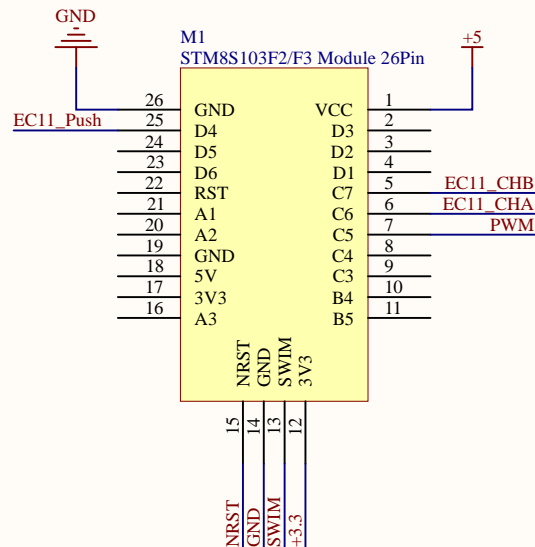 GND
M1
STM8S103F2/F3 Module 26Pin
+5
26 GND VCC 1
EC11_Push 25 D4 D3 2
24 D5 D2 3
23 D6 D1 4
22 RST C7 5 EC11_CHB
21 A1 C6 6 EC11_CHA
20 A2 C5 7 PWM
19 GND C4 8
18 5V C3 9
17 3V3 B4 10
16 A3 B5 11
NRST
GND
SWIM
3V3
15
14
13
12
NRST
GND
SWIM
+3.3